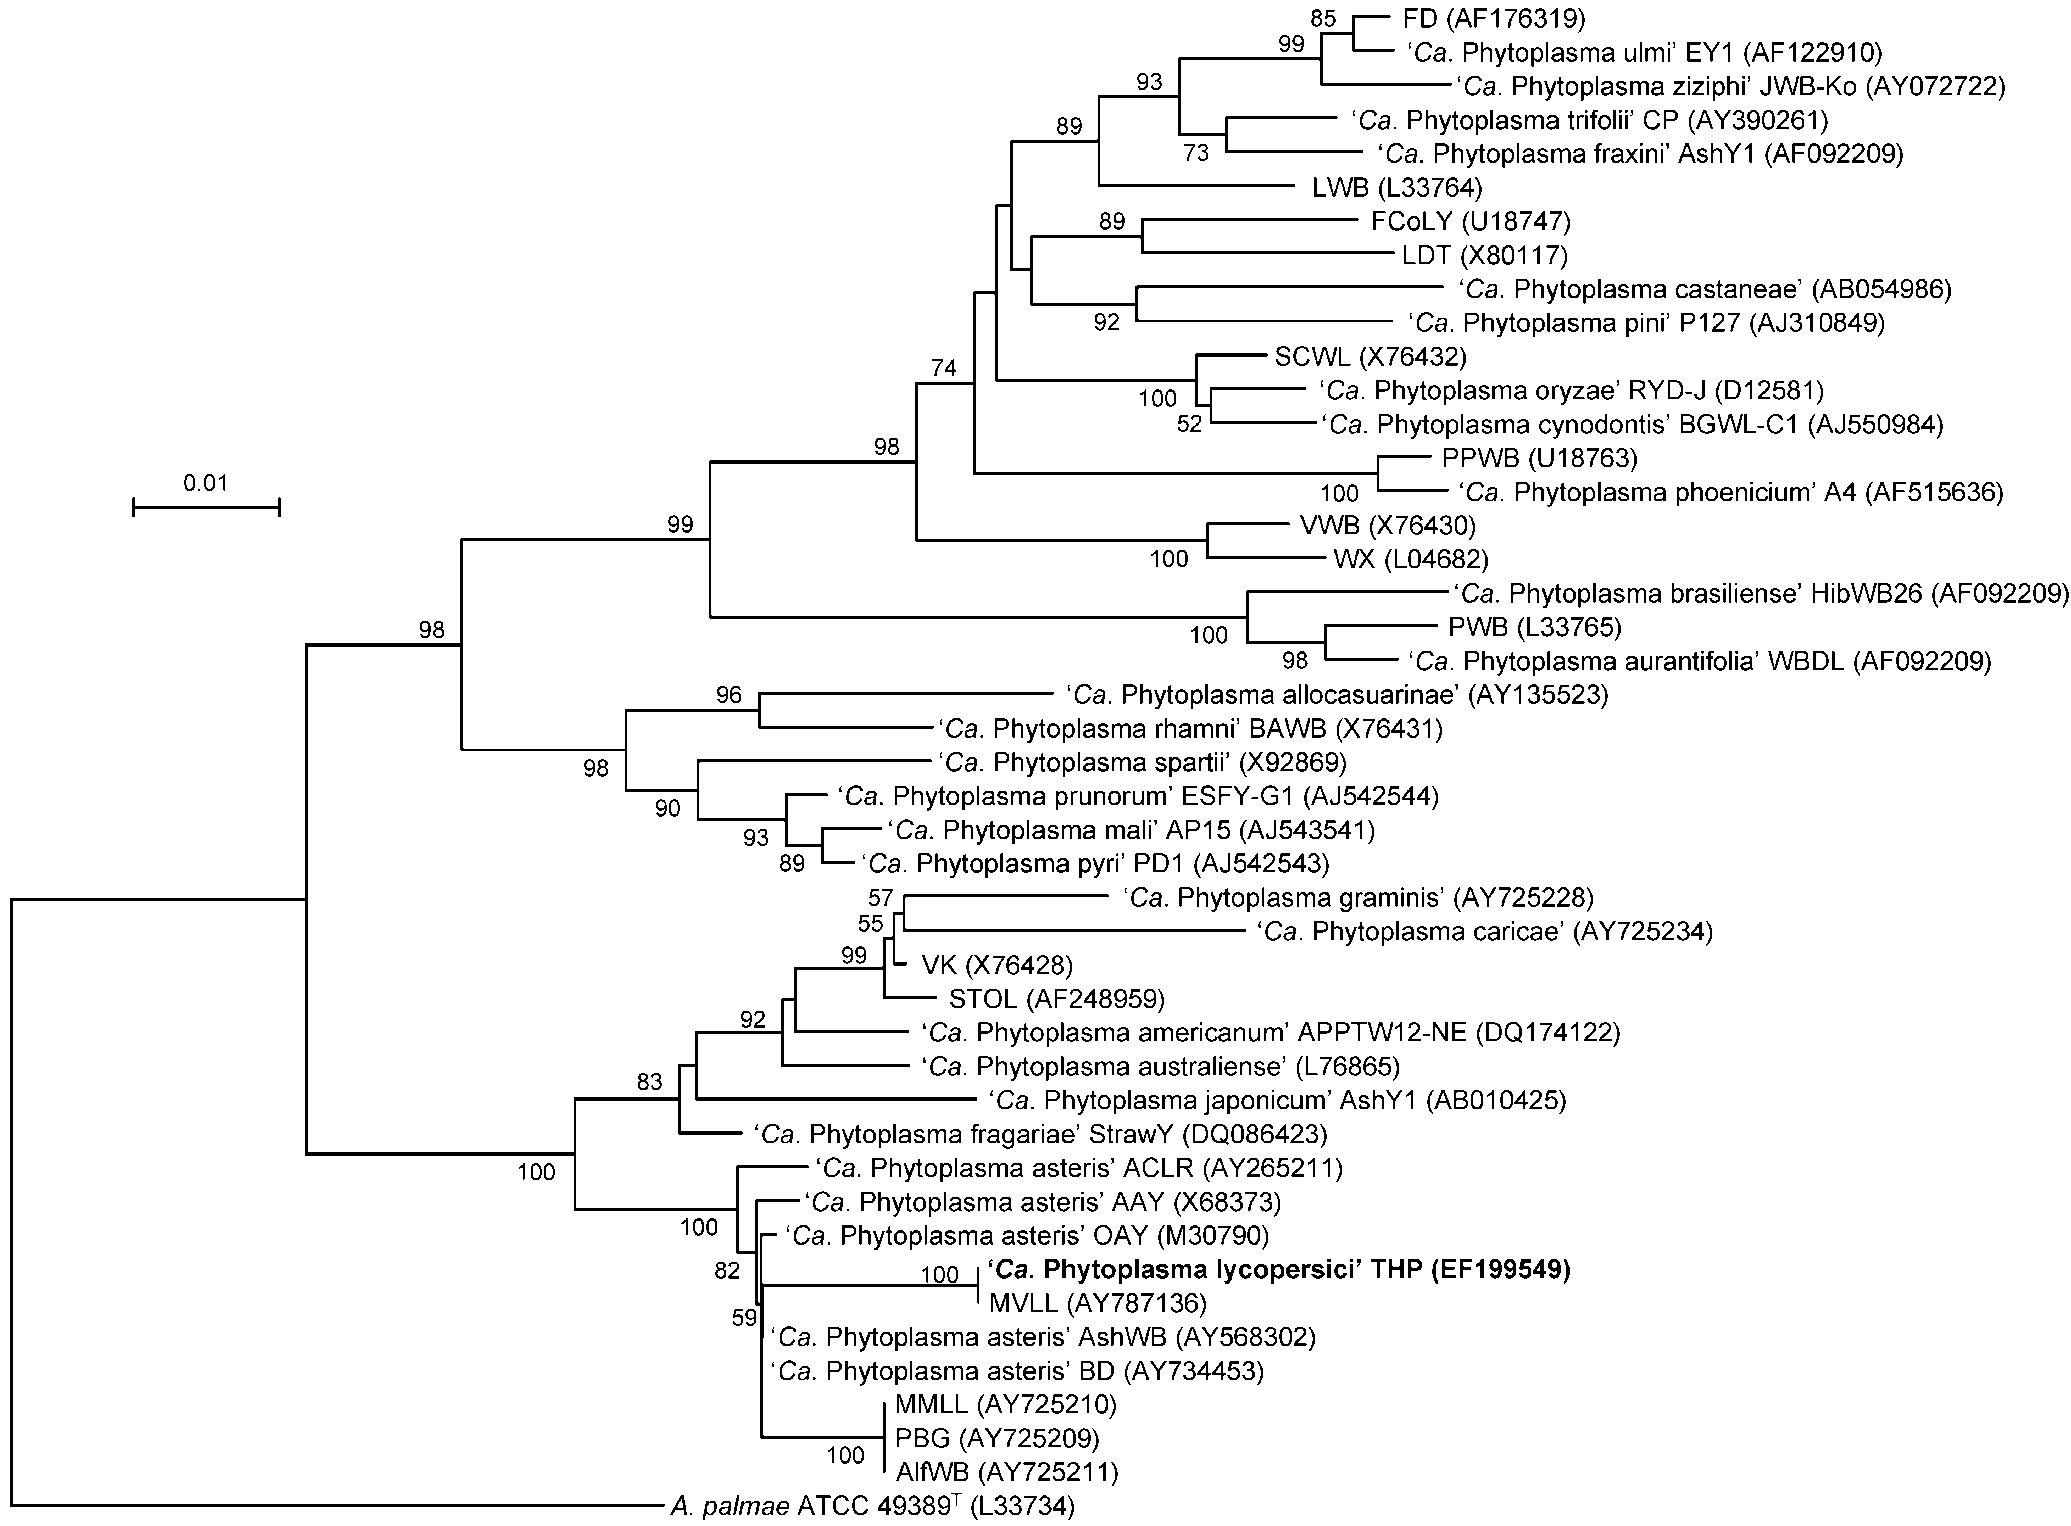 85 FD (AF176319)
99 ‘Ca. Phytoplasma ulmi’ EY1 (AF122910)
93 ‘Ca. Phytoplasma ziziphi’ JWB-Ko (AY072722)
89 ‘Ca. Phytoplasma trifolii’ CP (AY390261)
73 ‘Ca. Phytoplasma fraxini’ AshY1 (AF092209)
LWB (L33764)
89 FCoLY (U18747)
LDT (X80117)
‘Ca. Phytoplasma castaneae’ (AB054986)
92 ‘Ca. Phytoplasma pini’ P127 (AJ310849)
SCWL (X76432)
74
‘Ca. Phytoplasma oryzae’ RYD-J (D12581)
100
52 ‘Ca. Phytoplasma cynodontis’ BGWL-C1 (AJ550984)
98
PPWB (U18763)
0.01
100 ‘Ca. Phytoplasma phoenicium’ A4 (AF515636)
99 VWB (X76430)
100 WX (L04682)
‘Ca. Phytoplasma brasiliense’ HibWB26 (AF092209)
98 100 PWB (L33765)
98 ‘Ca. Phytoplasma aurantifolia’ WBDL (AF092209)
96 ‘Ca. Phytoplasma allocasuarinae’ (AY135523)
‘Ca. Phytoplasma rhamni’ BAWB (X76431)
98 ‘Ca. Phytoplasma spartii’ (X92869)
90 ‘Ca. Phytoplasma prunorum’ ESFY-G1 (AJ542544)
93 ‘Ca. Phytoplasma mali’ AP15 (AJ543541)
89 ‘Ca. Phytoplasma pyri’ PD1 (AJ542543)
57 ‘Ca. Phytoplasma graminis’ (AY725228)
55 ‘Ca. Phytoplasma caricae’ (AY725234)
99 VK (X76428)
STOL (AF248959)
92 ‘Ca. Phytoplasma americanum’ APPTW12-NE (DQ174122)
‘Ca. Phytoplasma australiense’ (L76865)
83 ‘Ca. Phytoplasma japonicum’ AshY1 (AB010425)
‘Ca. Phytoplasma fragariae’ StrawY (DQ086423)
100 ‘Ca. Phytoplasma asteris’ ACLR (AY265211)
‘Ca. Phytoplasma asteris’ AAY (X68373)
100 ‘Ca. Phytoplasma asteris’ OAY (M30790)
82 100 ‘Ca. Phytoplasma lycopersici’ THP (EF199549)
MVLL (AY787136)
59
‘Ca. Phytoplasma asteris’ AshWB (AY568302)
‘Ca. Phytoplasma asteris’ BD (AY734453)
MMLL (AY725210)
PBG (AY725209)
100
AlfWB (AY725211)
A. palmae ATCC 49389T (L33734)